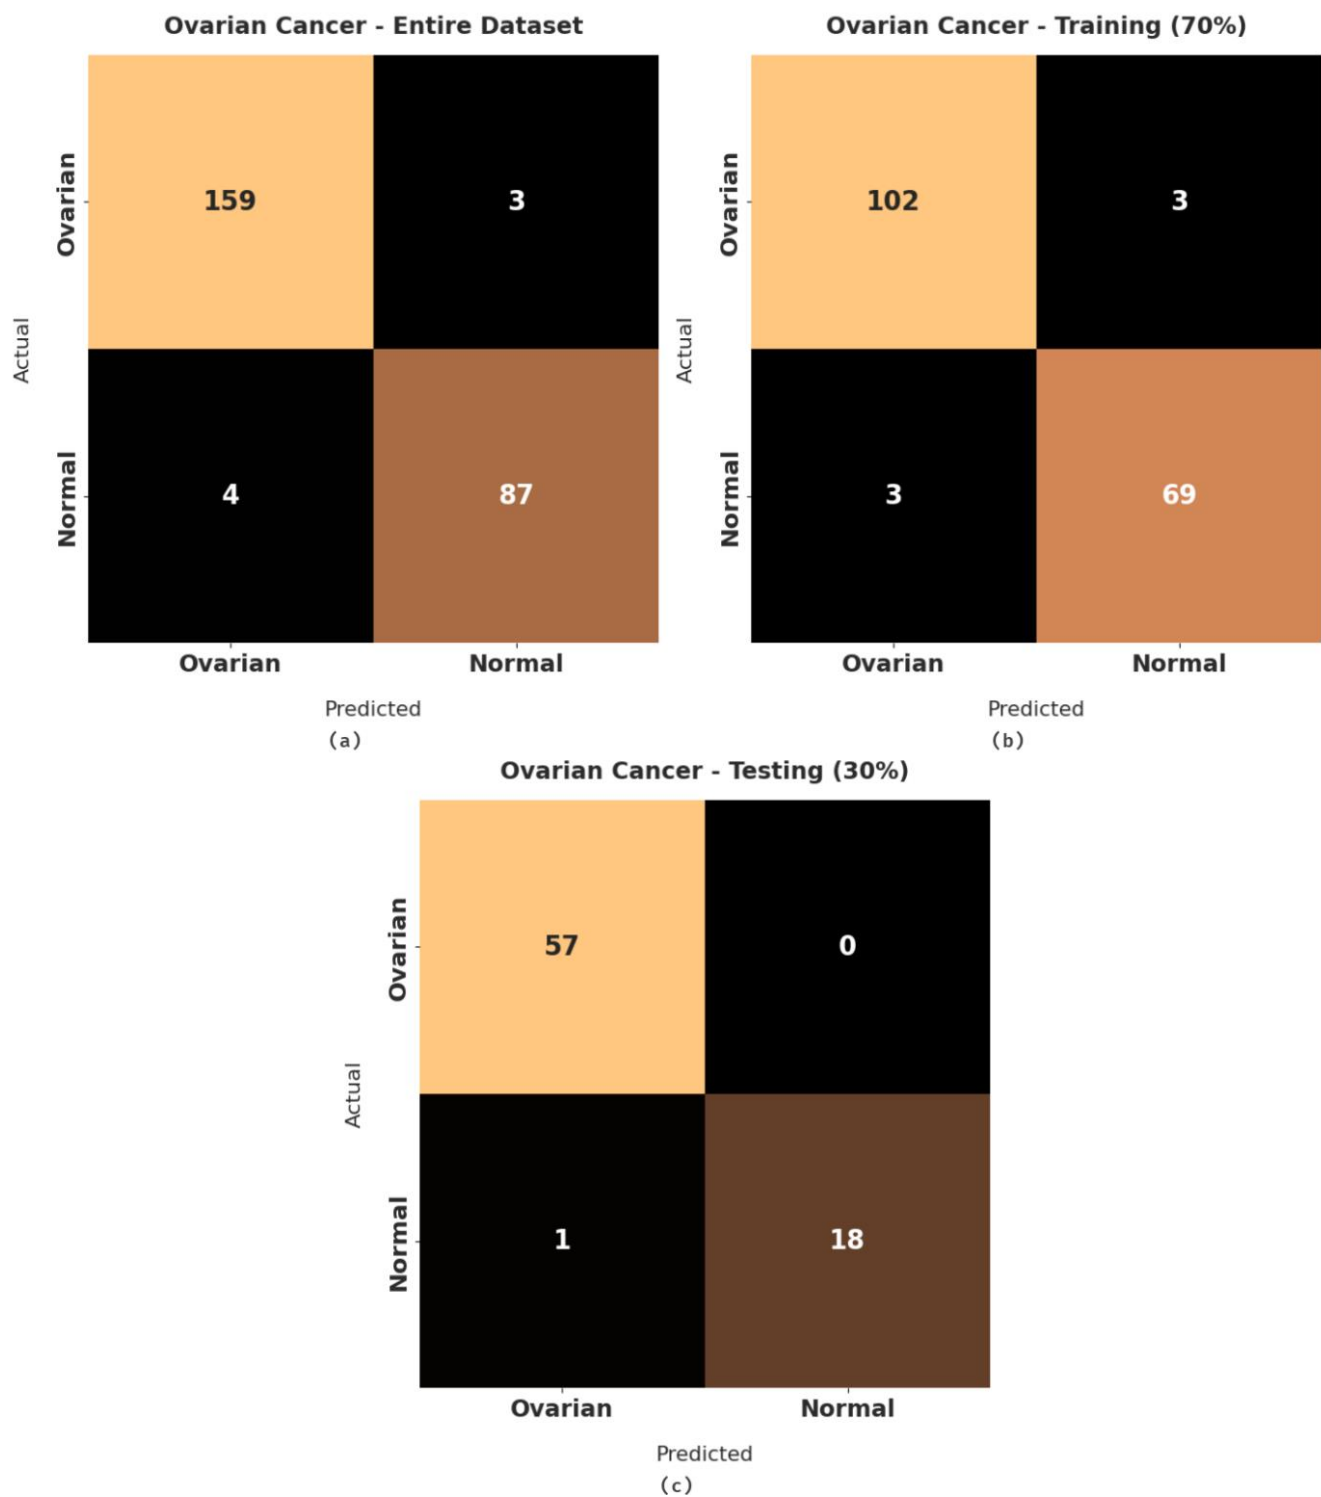 Ovarian Cancer - Entire Dataset
Ovarian
Normal
Actual
159
3
4
87
Ovarian
Normal
Predicted
(a)
Ovarian Cancer - Training (70%)
Ovarian
Normal
Actual
102
3
3
69
Ovarian
Normal
Predicted
(b)
Ovarian Cancer - Testing (30%)
Ovarian
Normal
Actual
57
0
1
18
Ovarian
Normal
Predicted
(c)